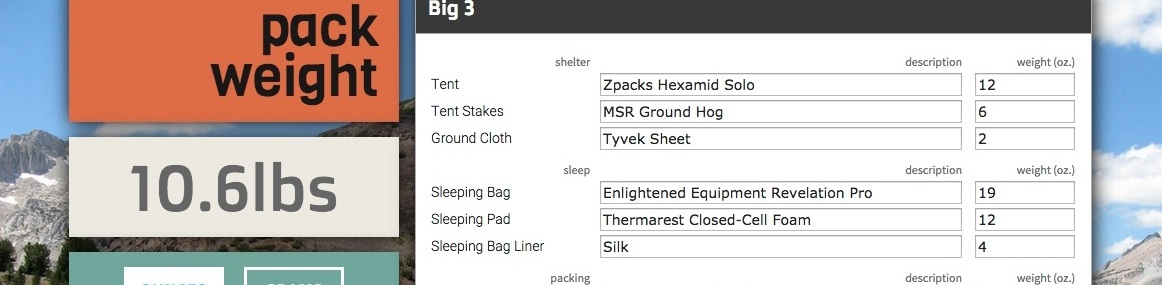 pack
weight
10.6lbs
Big 3
shelter description weight (oz.)
Tent Zpacks Hexamid Solo 12
Tent Stakes MSR Ground Hog 6
Ground Cloth Tyvek Sheet 2
sleep description weight (oz.)
Sleeping Bag Enlightened Equipment Revelation Pro 19
Sleeping Pad Thermarest Closed-Cell Foam 12
Sleeping Bag Liner Silk 4
packing description weight (oz.)